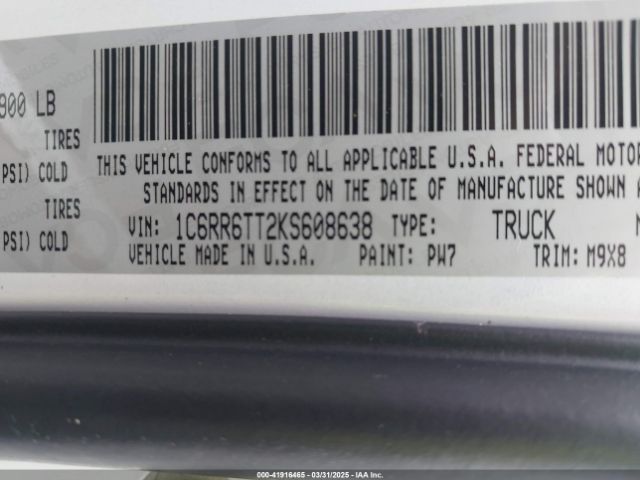 900 LB
TIRES
PSI) COLD
THIS VEHICLE CONFORMS TO ALL APPLICABLE U.S.A. FEDERAL MOTOR
STANDARDS IN EFFECT ON THE DATE OF MANUFACTURE SHOWN
TIRES
VIN: 1C6RR6TT2KS608638 TYPE: TRUCK
PSI) COLD
VEHICLE MADE IN U.S.A. PAINT: PW7 TRIM: M9X8
000-41916465 - 03/31/2025 - © IAA, Inc.